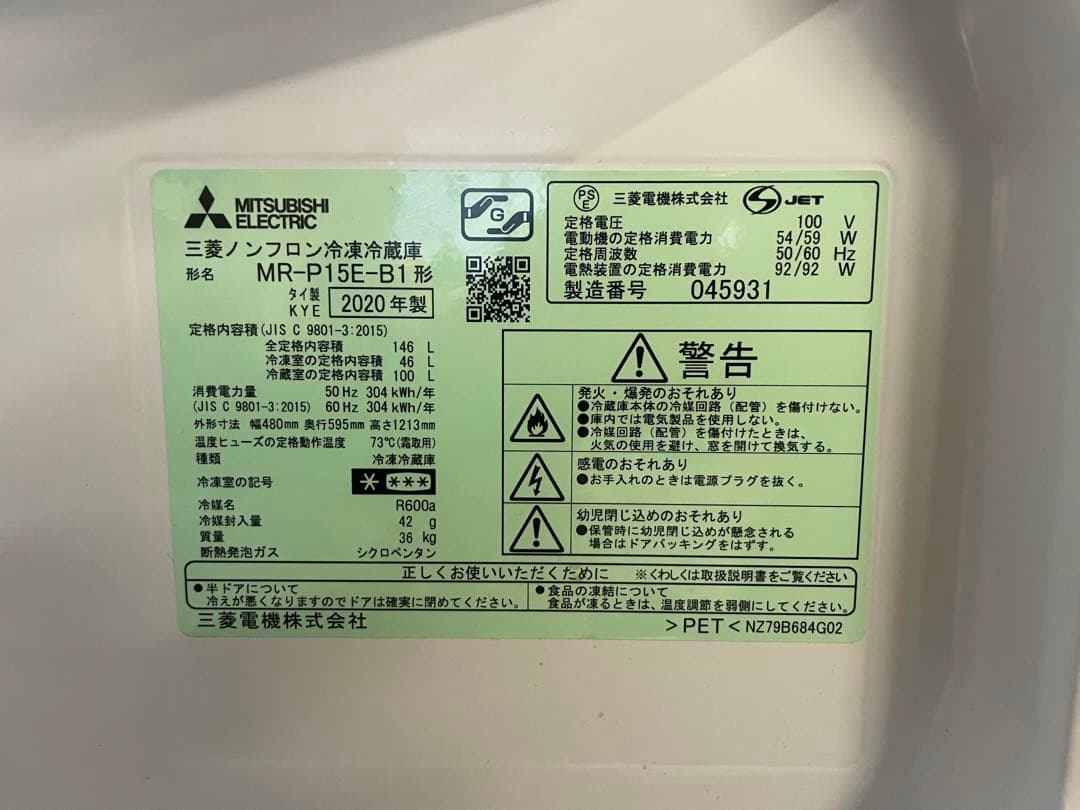 MITSUBISHI
ELECTRIC
G
三菱ノンフロン冷凍冷蔵庫
形名 MR-P15E-B1形
タイ製
KYE 2020年製
定格内容積(JIS C 9801-3:2015)
全定格内容積 146 L
冷凍室の定格内容積 46 L
冷蔵室の定格内容積 100 L
消費電力量 50Hz 304kWh/年
(JIS C 9801-3:2015) 60Hz 304kWh/年
外形寸法 幅480mm 奥行595mm 高さ1213mm
温度ヒューズの定格動作温度 73℃(霜取用)
種類 冷凍冷蔵庫
冷凍室の記号 ****
冷媒名 R600a
冷媒封入量 42 g
質量 36 kg
断熱発泡ガス シクロペンタン
PSE 三菱電機株式会社 S JET
定格電圧 100 V
電動機の定格消費電力 54/59 W
定格周波数 50/60 Hz
電熱装置の定格消費電力 92/92 W
製造番号 045931
警告
発火・爆発のおそれあり
●冷蔵庫本体の冷媒回路(配管)を傷付けない。
●庫内では電気製品を使用しない。
●冷媒回路(配管)を傷付けたときは、
火気の使用を避け、窓を開けて換気する。
感電のおそれあり
●お手入れのときは電源プラグを抜く。
幼児閉じ込めのおそれあり
●保管時に幼児閉じ込めが懸念される
場合はドアパッキングをはずす。
正しくお使いいただくために ※くわしくは取扱説明書をご覧ください
●半ドアについて
冷えが悪くなりますのでドアは確実に閉めてください。
●食品の凍結について
食品が凍るときは、温度調節を弱側にしてください。
三菱電機株式会社
>PET< NZ79B684G02